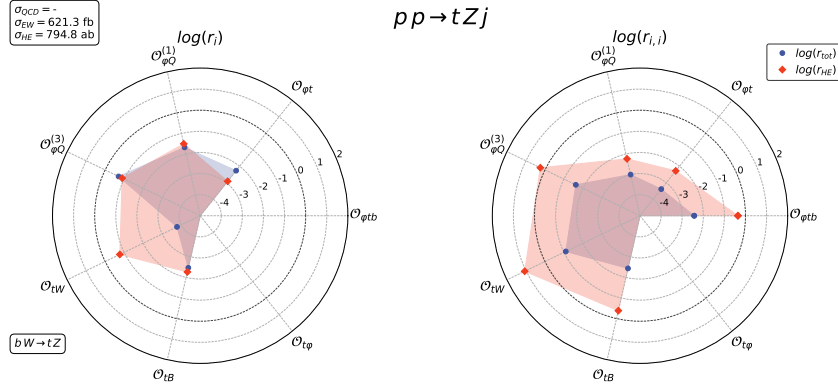 σ_QCD = -
σ_EW = 621.3 fb
σ_HE = 794.8 ab
p p → t Z j
log(r_i)
𝒪_φQ^(1)
𝒪_φt
𝒪_φQ^(3)
𝒪_φtb
𝒪_tW
𝒪_tB
𝒪_tφ
-4
-3
-2
-1
0
1
2
b W → t Z
log(r_i,i)
𝒪_φQ^(1)
𝒪_φt
𝒪_φQ^(3)
𝒪_φtb
𝒪_tW
𝒪_tB
𝒪_tφ
-4
-3
-2
-1
0
1
2
log(r_tot)
log(r_HE)